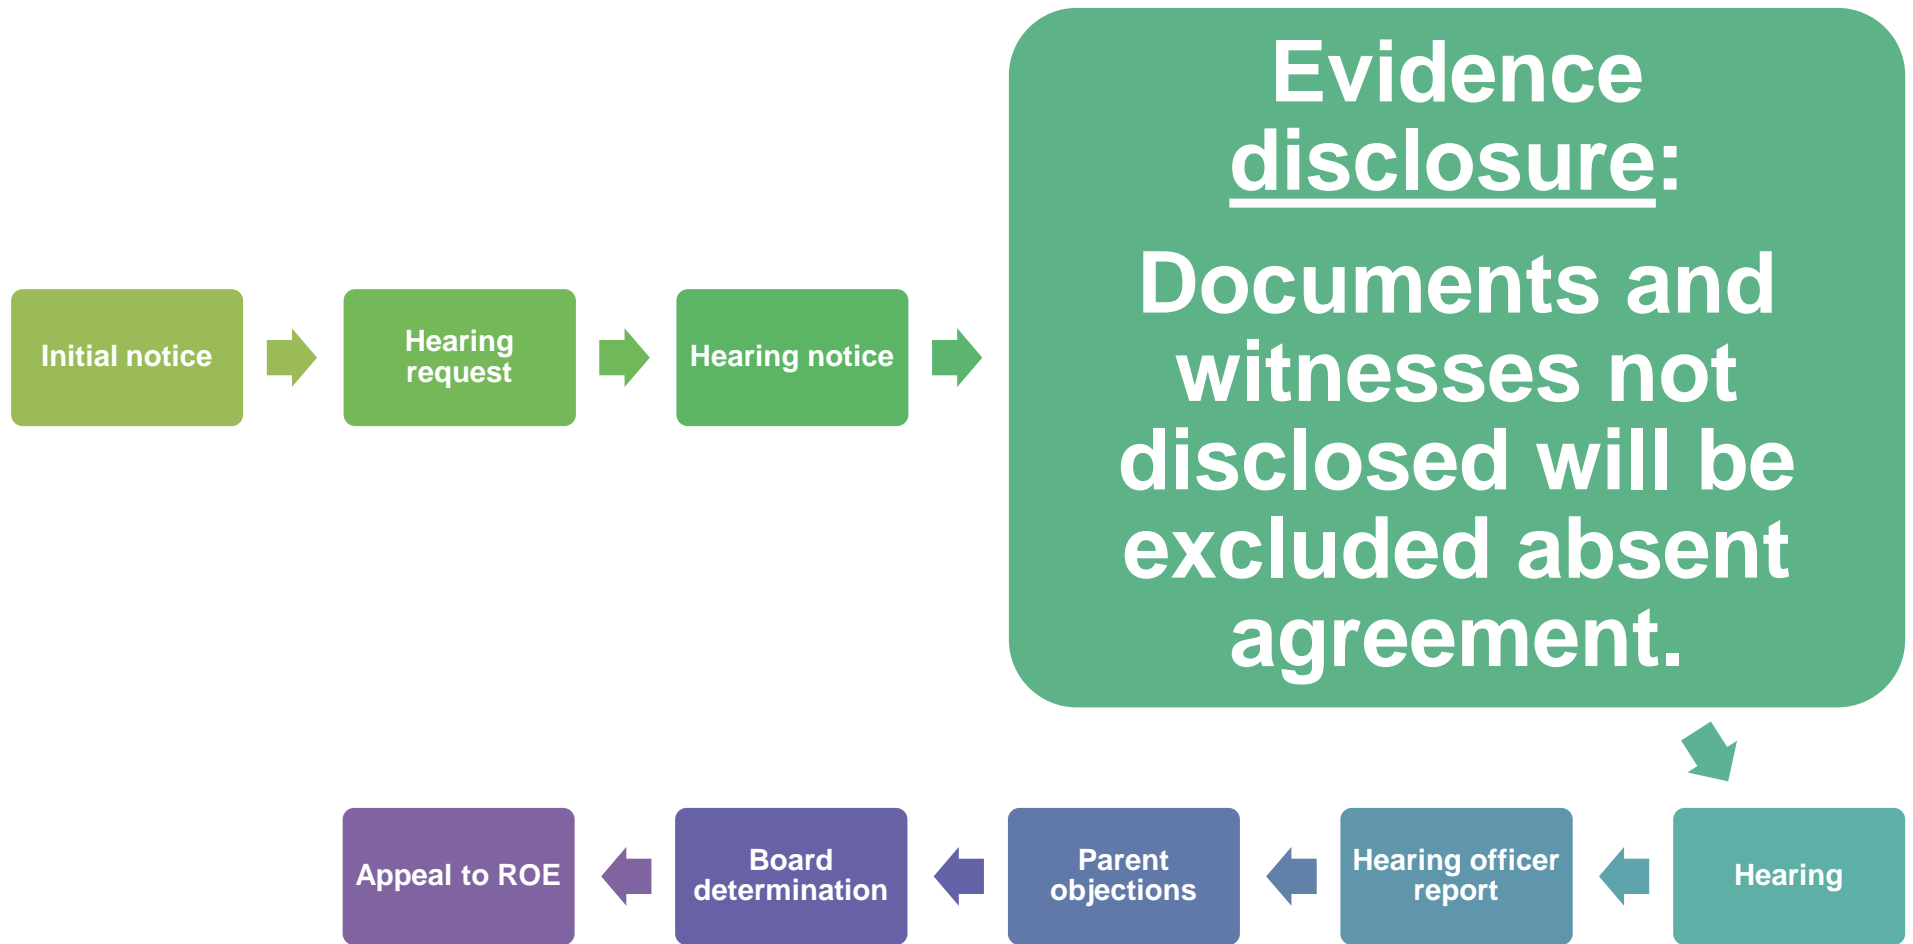 Initial notice
Hearing
request
Hearing notice
Evidence
disclosure:
Documents and
witnesses not
disclosed will be
excluded absent
agreement.
Hearing
Hearing officer
report
Parent
objections
Board
determination
Appeal to ROE